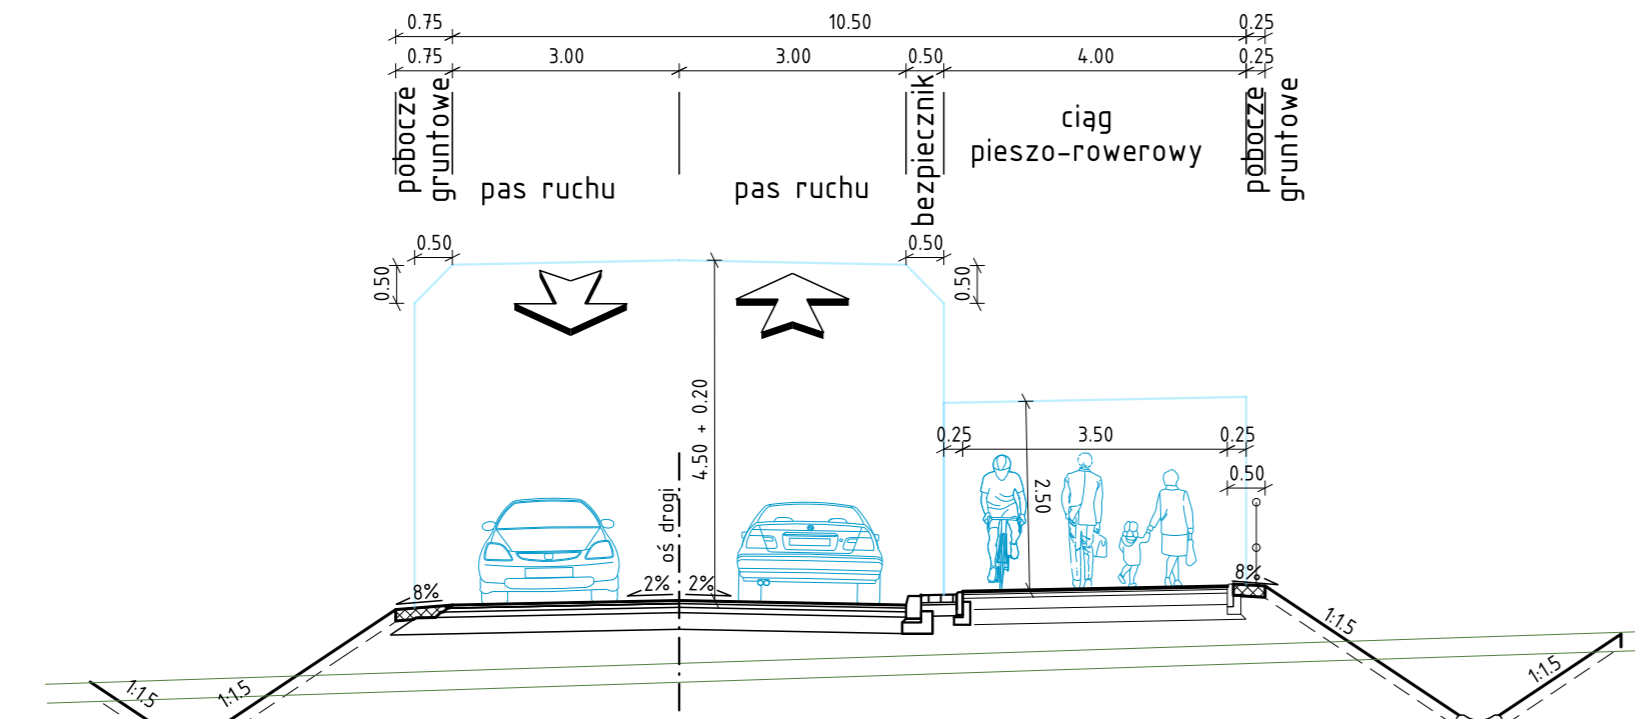 0.75 10.50 0.25
0.75 3.00 3.00 0.50 4.00 0.25
pobocze
gruntowe
pas ruchu
pas ruchu
bezpiecznik
ciąg
pieszo-rowerowy
pobocze
gruntowe
0.50 0.50
0.50 0.50
4.50 + 0.20
oś drogi
0.25 3.50 0.25
0.50
2.50
8% 2% 2% 8%
1:1.5 1:1.5 1:1.5 1:1.5